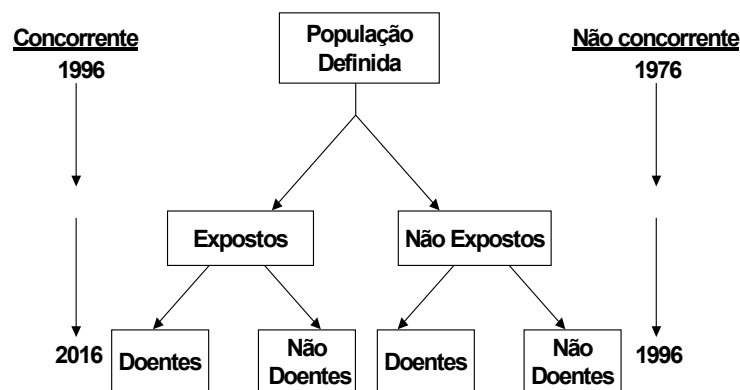 Concorrente
1996
População
Definida
Não concorrente
1976
Expostos
Não Expostos
2016
Doentes
Não
Doentes
Doentes
Não
Doentes
1996